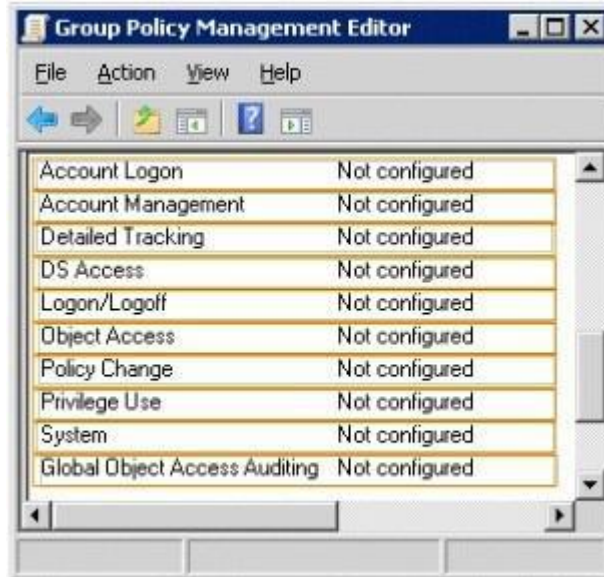 Group Policy Management Editor
File Action View Help
Account Logon Not configured
Account Management Not configured
Detailed Tracking Not configured
DS Access Not configured
Logon/Logoff Not configured
Object Access Not configured
Policy Change Not configured
Privilege Use Not configured
System Not configured
Global Object Access Auditing Not configured